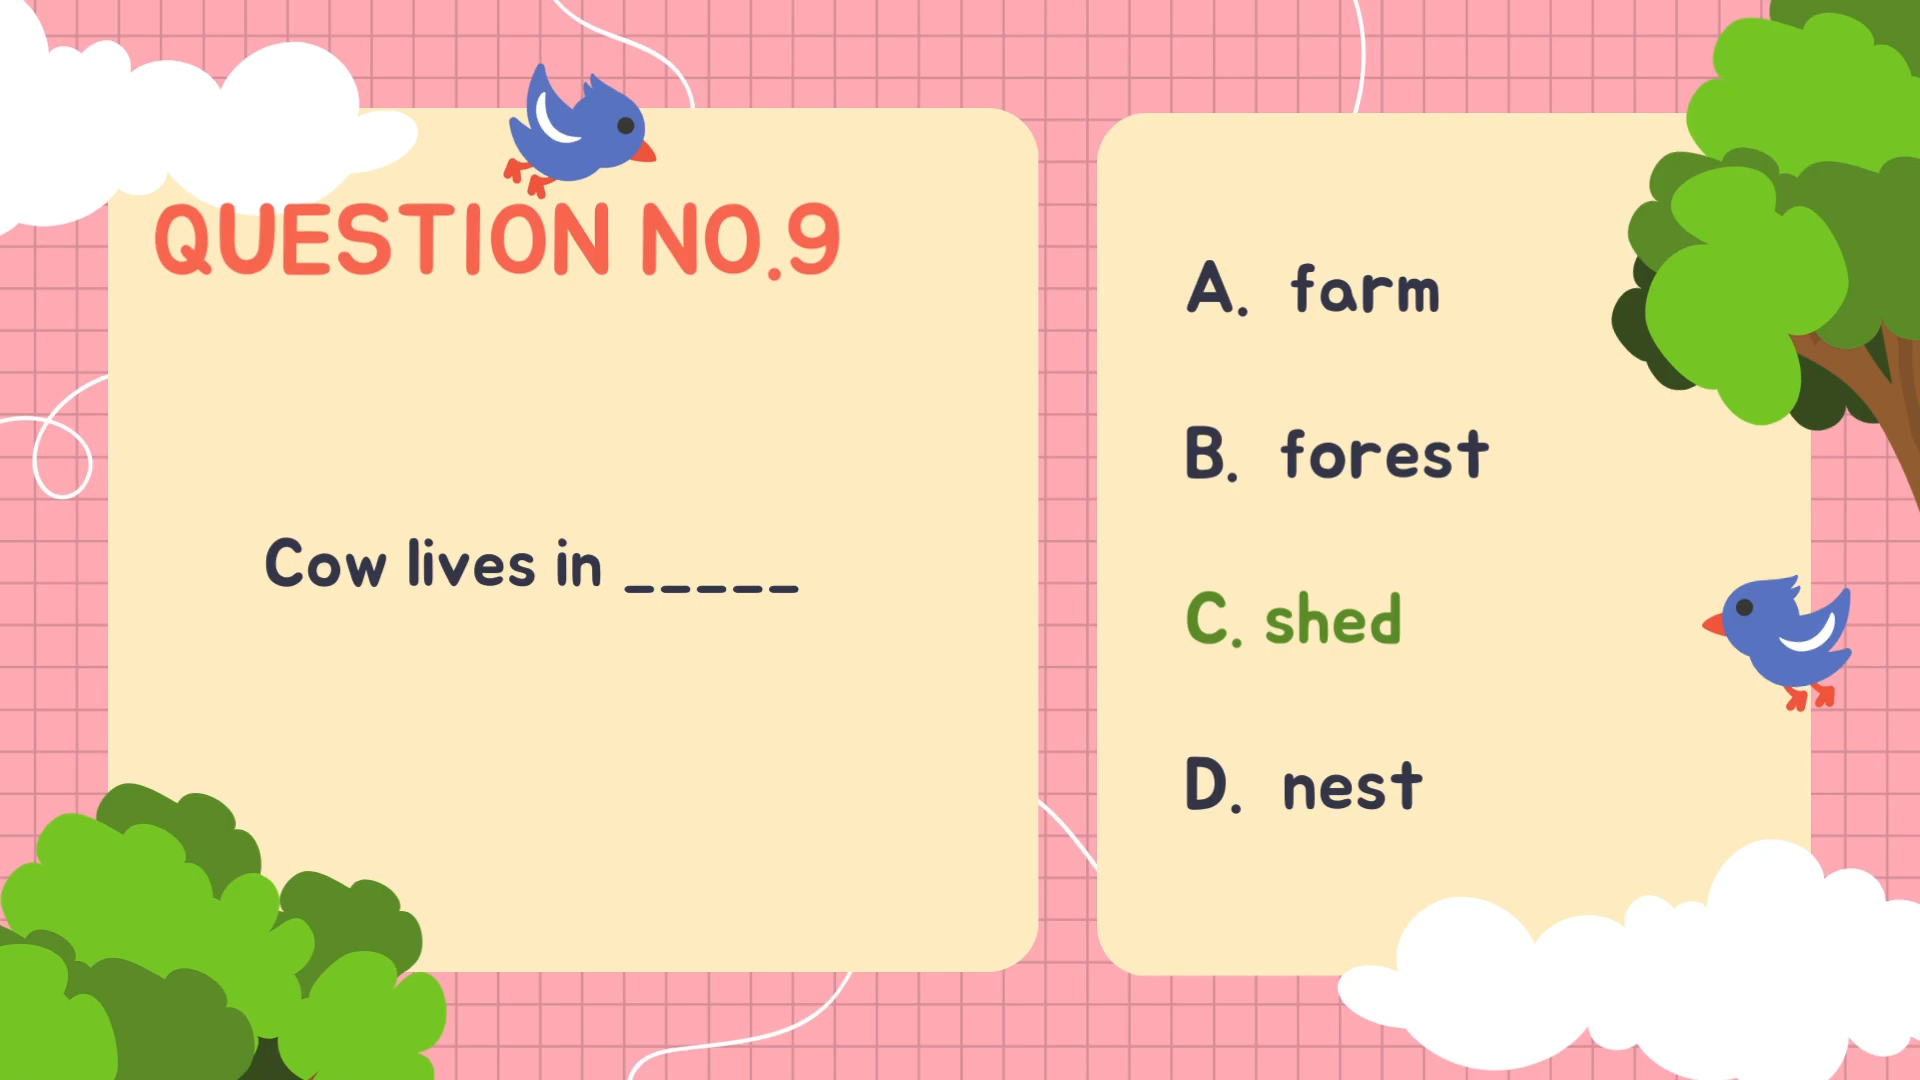 QUESTION NO.9
Cow lives in _____
A. farm
B. forest
C. shed
D. nest